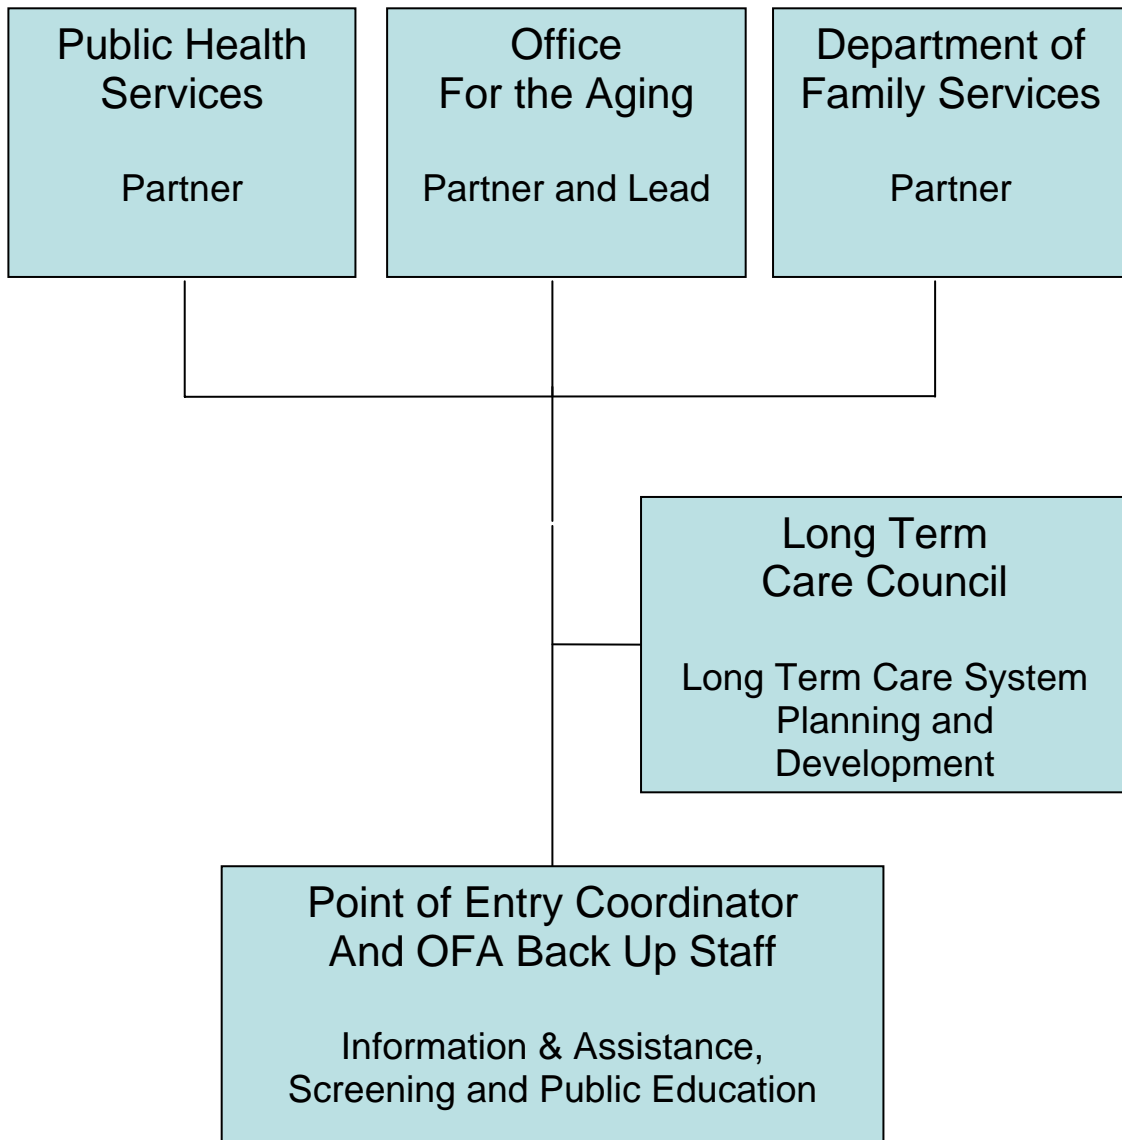 Public Health
Services
Partner
Office
For the Aging
Partner and Lead
Department of
Family Services
Partner
Long Term
Care Council
Long Term Care System
Planning and
Development
Point of Entry Coordinator
And OFA Back Up Staff
Information & Assistance,
Screening and Public Education